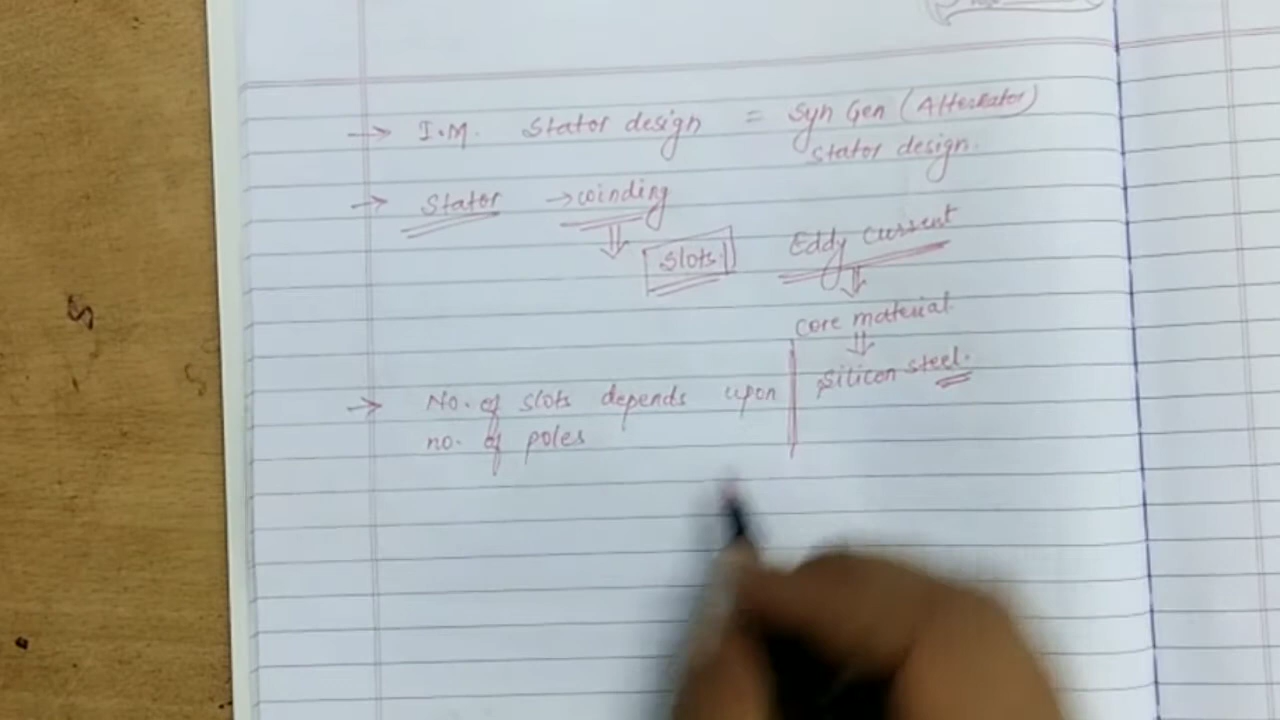 → I.M. Stator design = Syn Gen (Alternator)
stator design.
→ Stator → winding
⇓ Slots Eddy current
⇓
core material
⇓
Silicon steel.
→ No. of slots depends upon
no. of poles